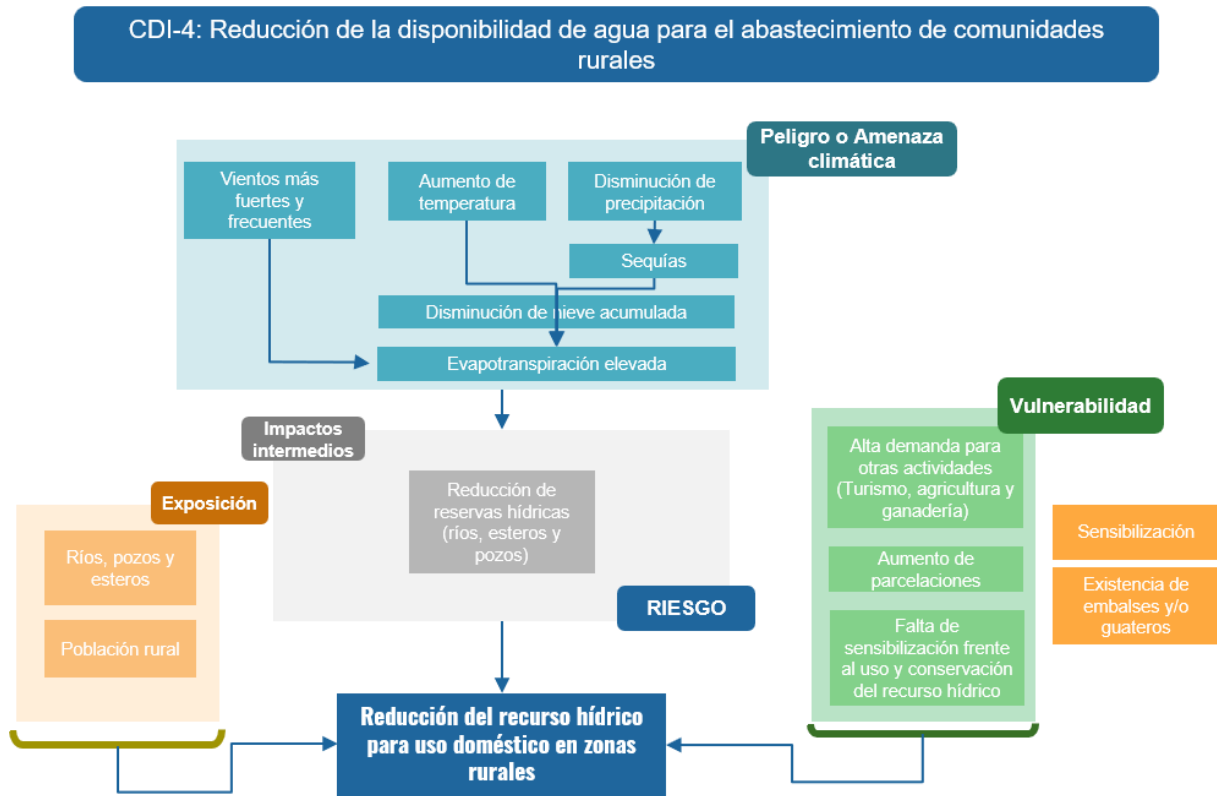 CDI-4: Reducción de la disponibilidad de agua para el abastecimiento de comunidades
rurales
Peligro o Amenaza
climática
Vientos más
fuertes y
frecuentes
Aumento de
temperatura
Disminución de
precipitación
Sequías
Disminución de nieve acumulada
Evapotranspiración elevada
Impactos
intermedios
Reducción de
reservas hídricas
(ríos, esteros y
pozos)
RIESGO
Exposición
Ríos, pozos y
esteros
Población rural
Vulnerabilidad
Alta demanda para
otras actividades
(Turismo, agricultura y
ganadería)
Aumento de
parcelaciones
Falta de
sensibilización frente
al uso y conservación
del recurso hídrico
Sensibilización
Existencia de
embalses y/o
guateros
Reducción del recurso hídrico
para uso doméstico en zonas
rurales